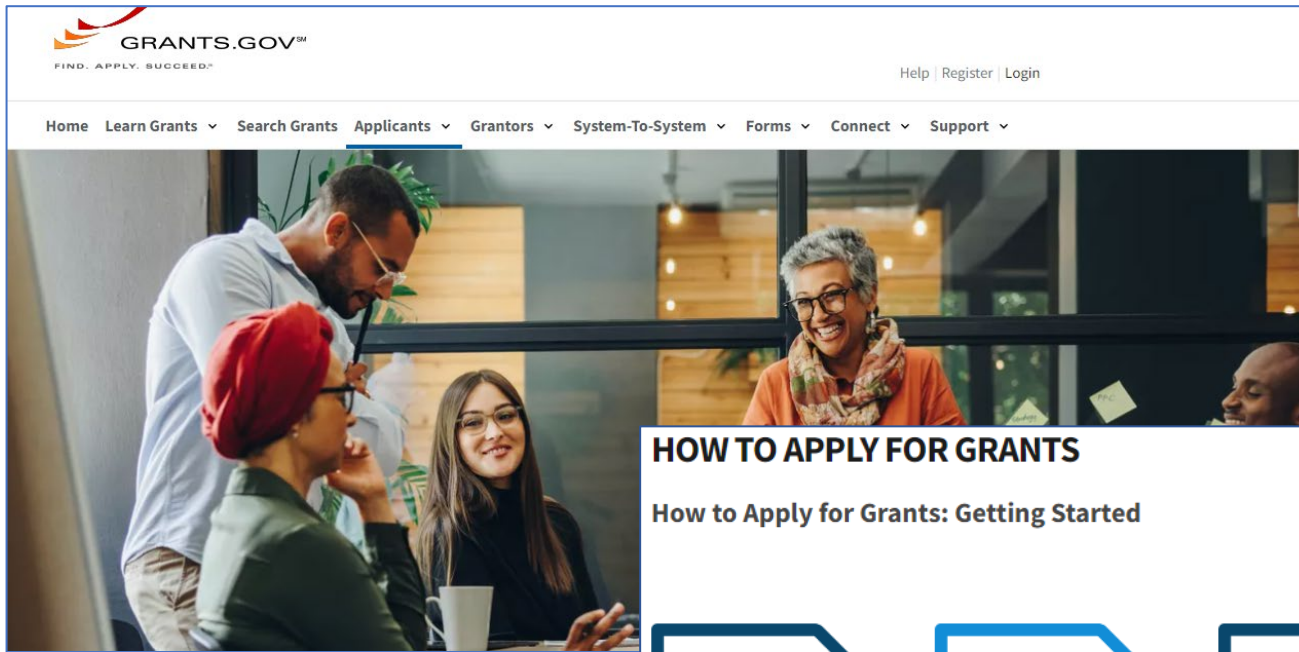 GRANTS.GOV℠
FIND. APPLY. SUCCEED.℠
Help | Register | Login
Home Learn Grants Search Grants Applicants Grantors System-To-System Forms Connect Support
HOW TO APPLY FOR GRANTS
How to Apply for Grants: Getting Started